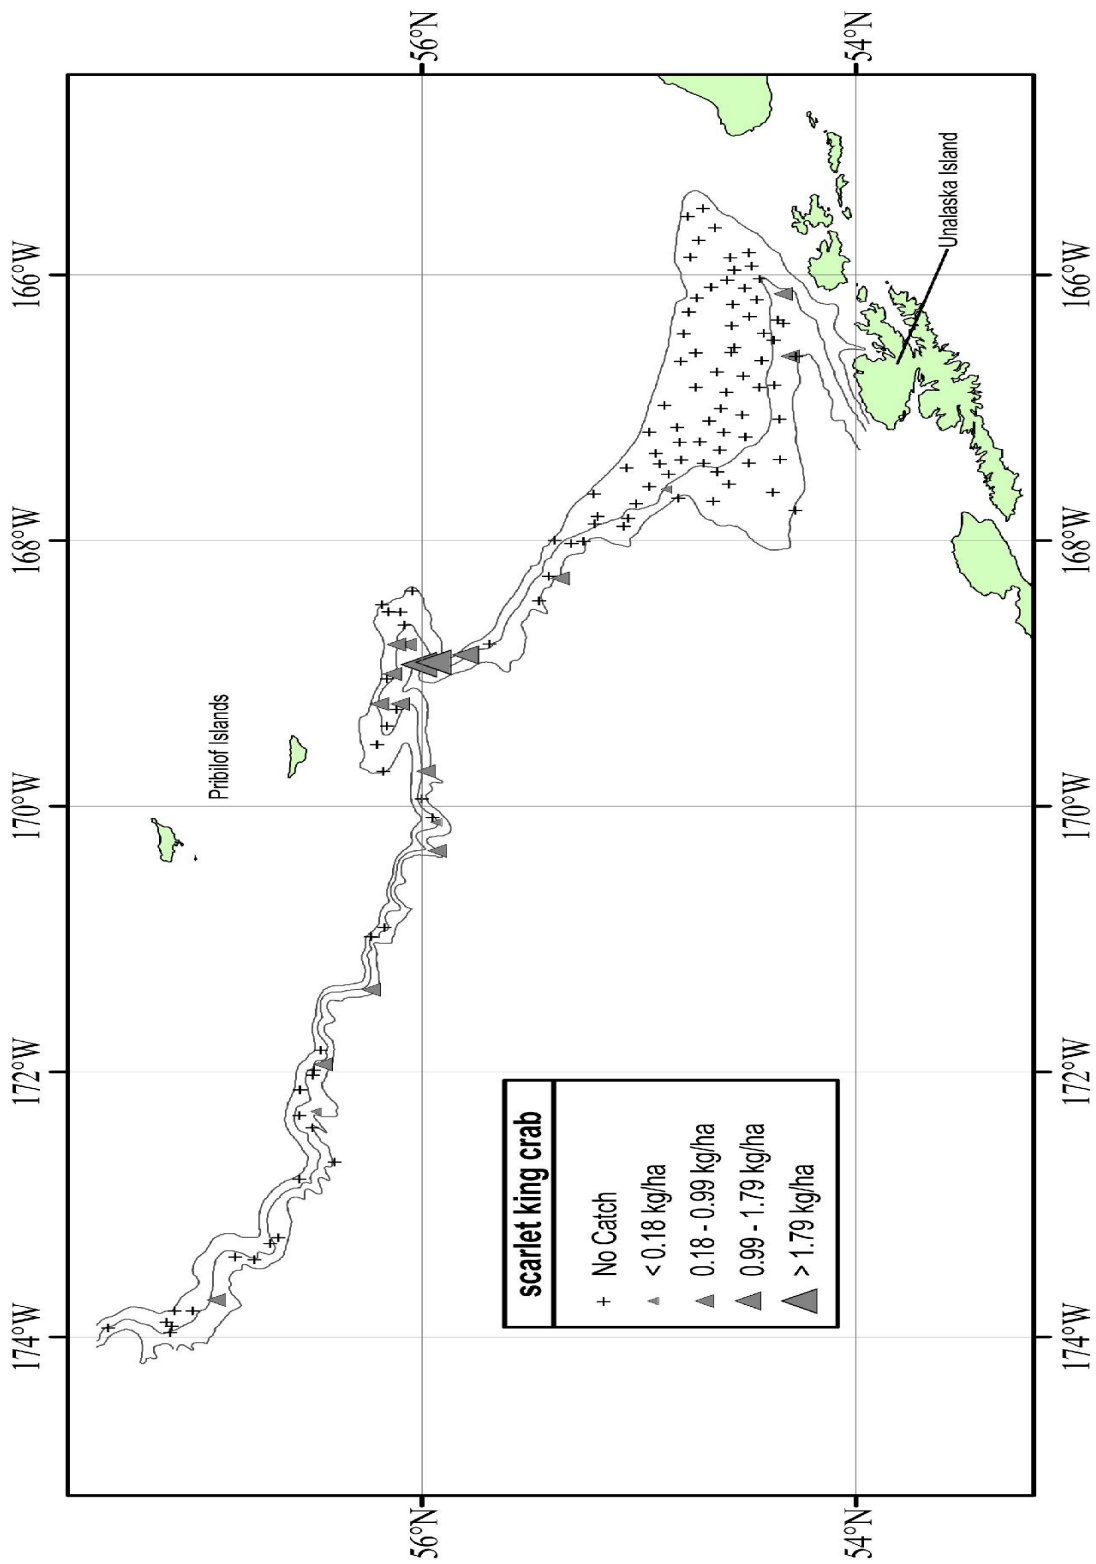 174°W
172°W
170°W
168°W
166°W
56°N
56°N
54°N
54°N
Pribilof Islands
Unalaska Island
scarlet king crab
No Catch
< 0.18 kg/ha
0.18 - 0.99 kg/ha
0.99 - 1.79 kg/ha
> 1.79 kg/ha
174°W
172°W
170°W
168°W
166°W